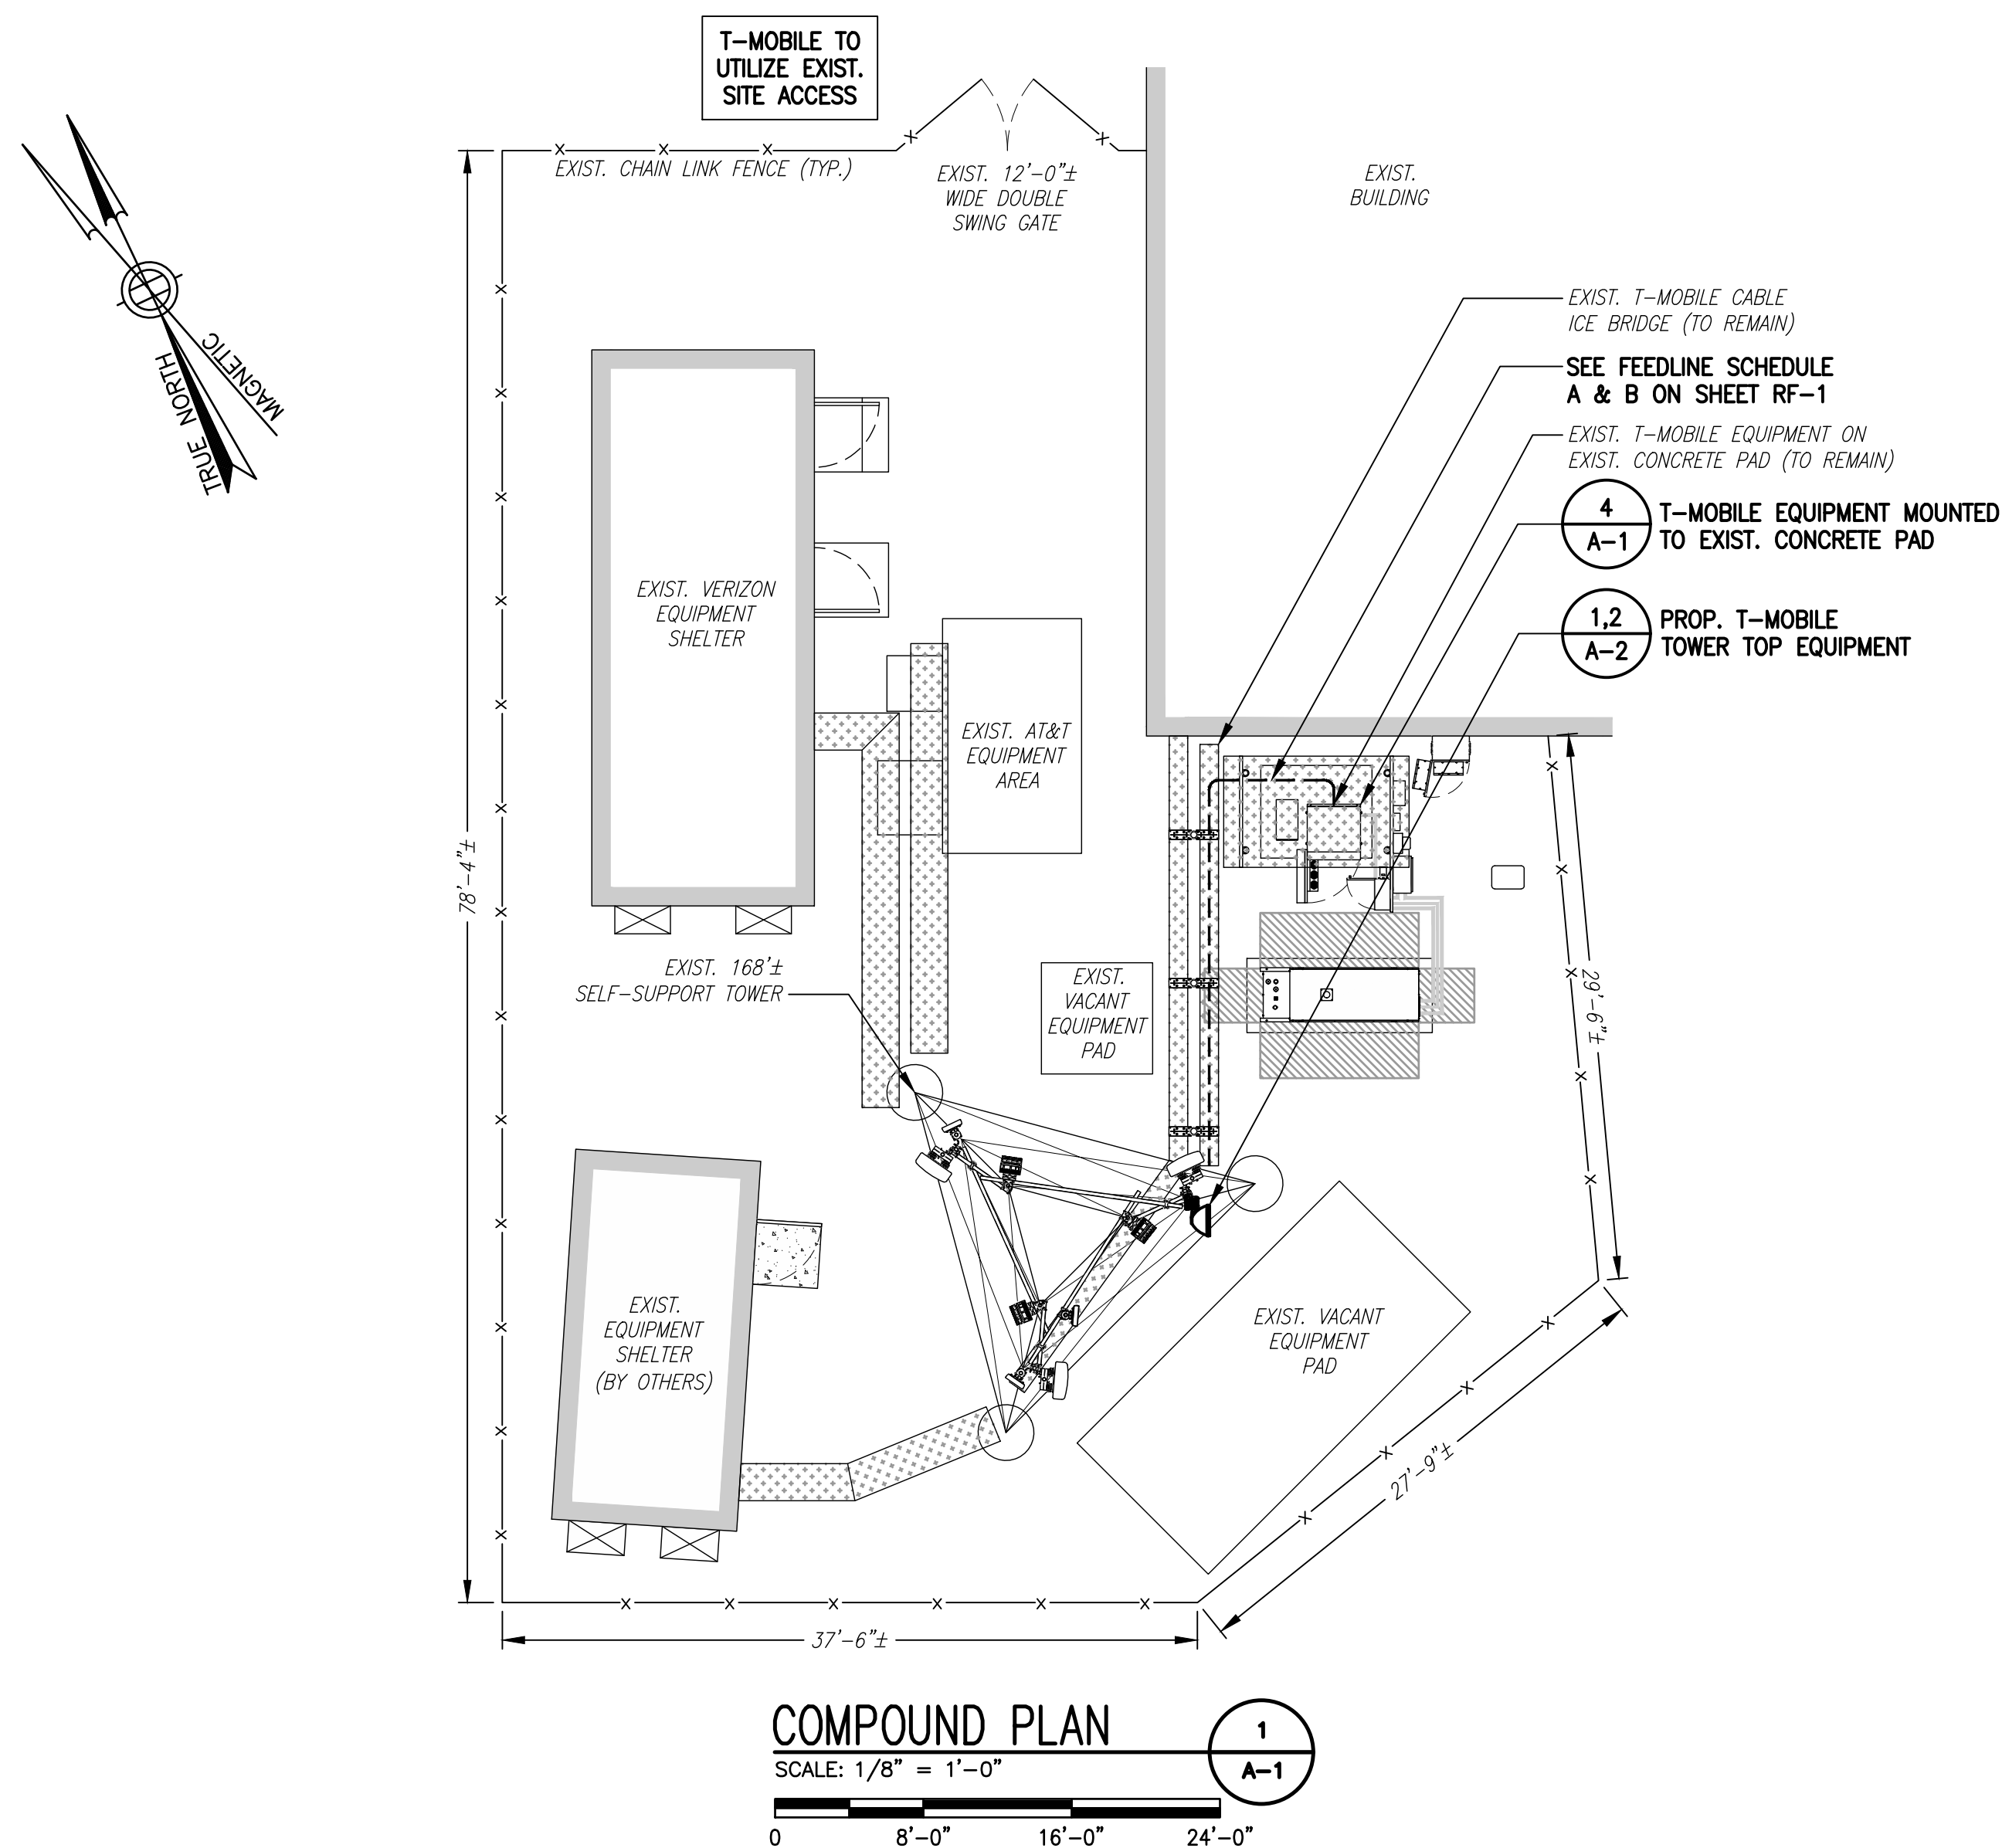 T-MOBILE TO
UTILIZE EXIST.
SITE ACCESS
EXIST. CHAIN LINK FENCE (TYP.)
EXIST. 12'-0"±
WIDE DOUBLE
SWING GATE
EXIST.
BUILDING
TRUE NORTH
MAGNETIC
EXIST. T-MOBILE CABLE
ICE BRIDGE (TO REMAIN)
SEE FEEDLINE SCHEDULE
A & B ON SHEET RF-1
EXIST. T-MOBILE EQUIPMENT ON
EXIST. CONCRETE PAD (TO REMAIN)
4
A-1
T-MOBILE EQUIPMENT MOUNTED
TO EXIST. CONCRETE PAD
1,2
A-2
PROP. T-MOBILE
TOWER TOP EQUIPMENT
EXIST. VERIZON
EQUIPMENT
SHELTER
EXIST. AT&T
EQUIPMENT
AREA
78'-4"±
EXIST. 168'±
SELF-SUPPORT TOWER
EXIST.
VACANT
EQUIPMENT
PAD
29'-6"±
EXIST.
EQUIPMENT
SHELTER
(BY OTHERS)
EXIST. VACANT
EQUIPMENT
PAD
27'-9"±
37'-6"±
COMPOUND PLAN
SCALE: 1/8" = 1'-0"
1
A-1
0 8'-0" 16'-0" 24'-0"